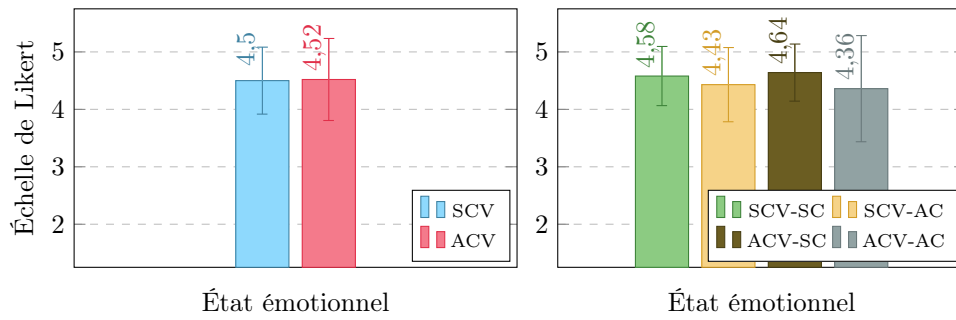 Échelle de Likert
5
4
3
2
4,5
4,52
SCV
ACV
État émotionnel
5
4
3
2
4,58
4,43
4,64
4,36
SCV-SC
SCV-AC
ACV-SC
ACV-AC
État émotionnel